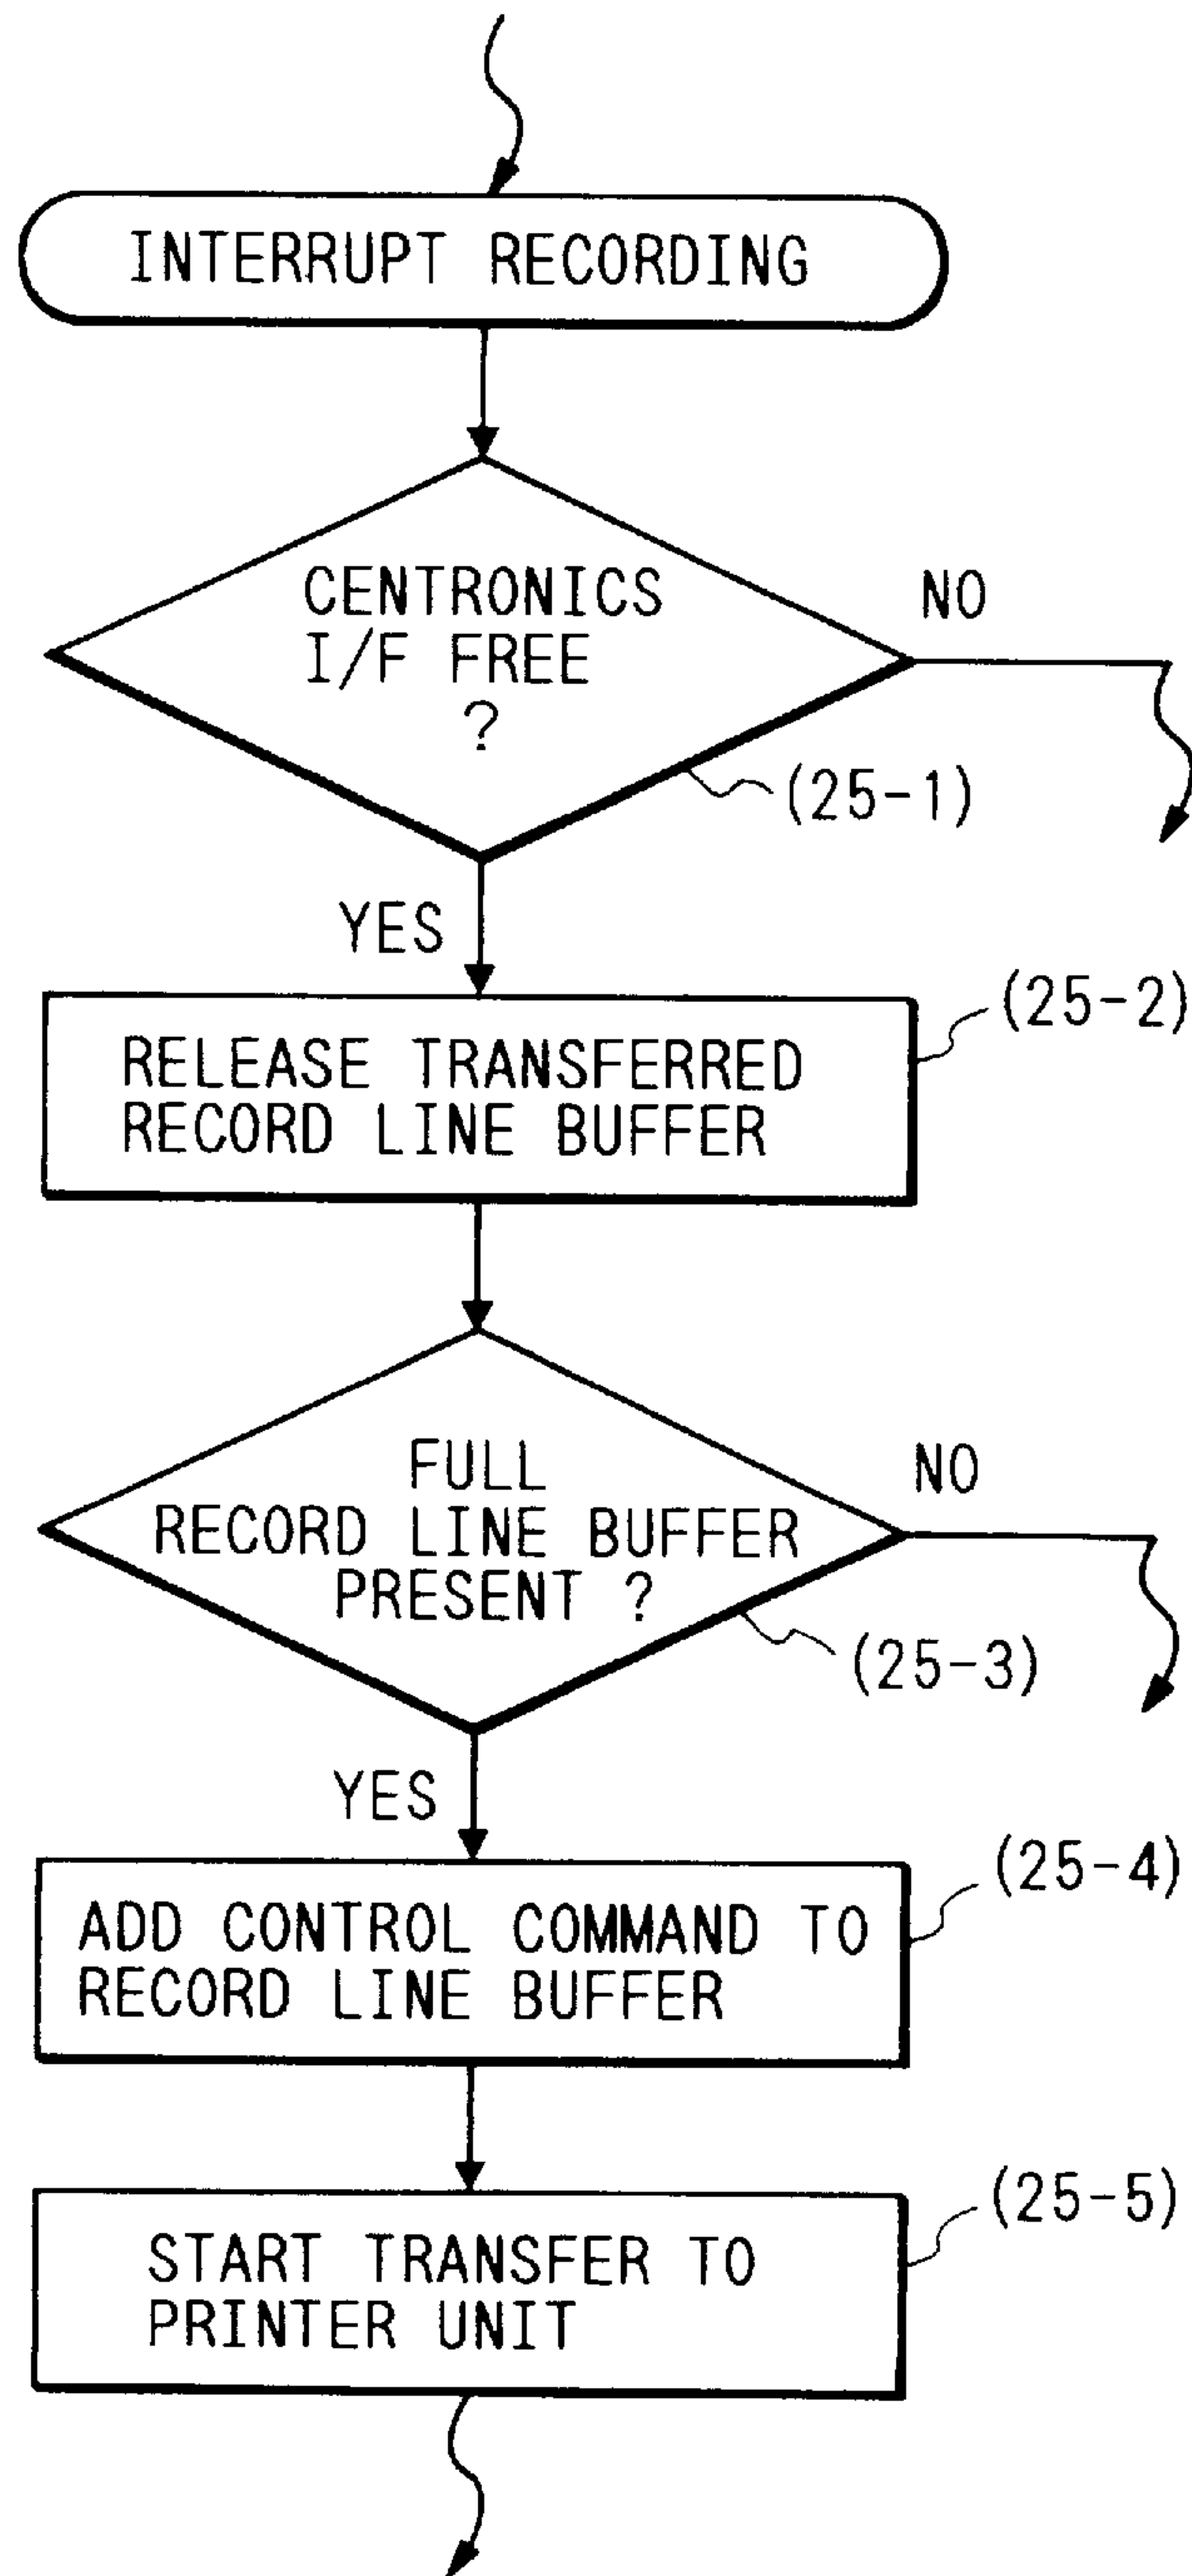 INTERRUPT RECORDING
CENTRONICS
I/F FREE
?
NO
(25-1)
YES
(25-2)
RELEASE TRANSFERRED
RECORD LINE BUFFER
FULL
RECORD LINE BUFFER
PRESENT ?
NO
(25-3)
YES
(25-4)
ADD CONTROL COMMAND TO
RECORD LINE BUFFER
(25-5)
START TRANSFER TO
PRINTER UNIT